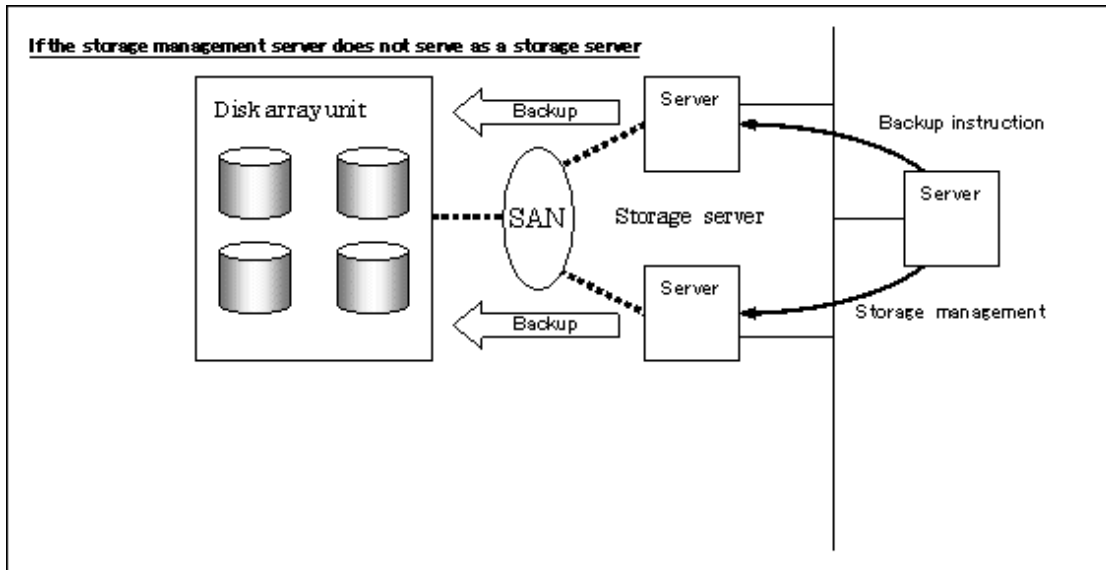 If the storage management server does not serve as a storage server
Disk array unit
Backup
Server
Backup instruction
Server
SAN
Storage server
Server
Backup
Storage management